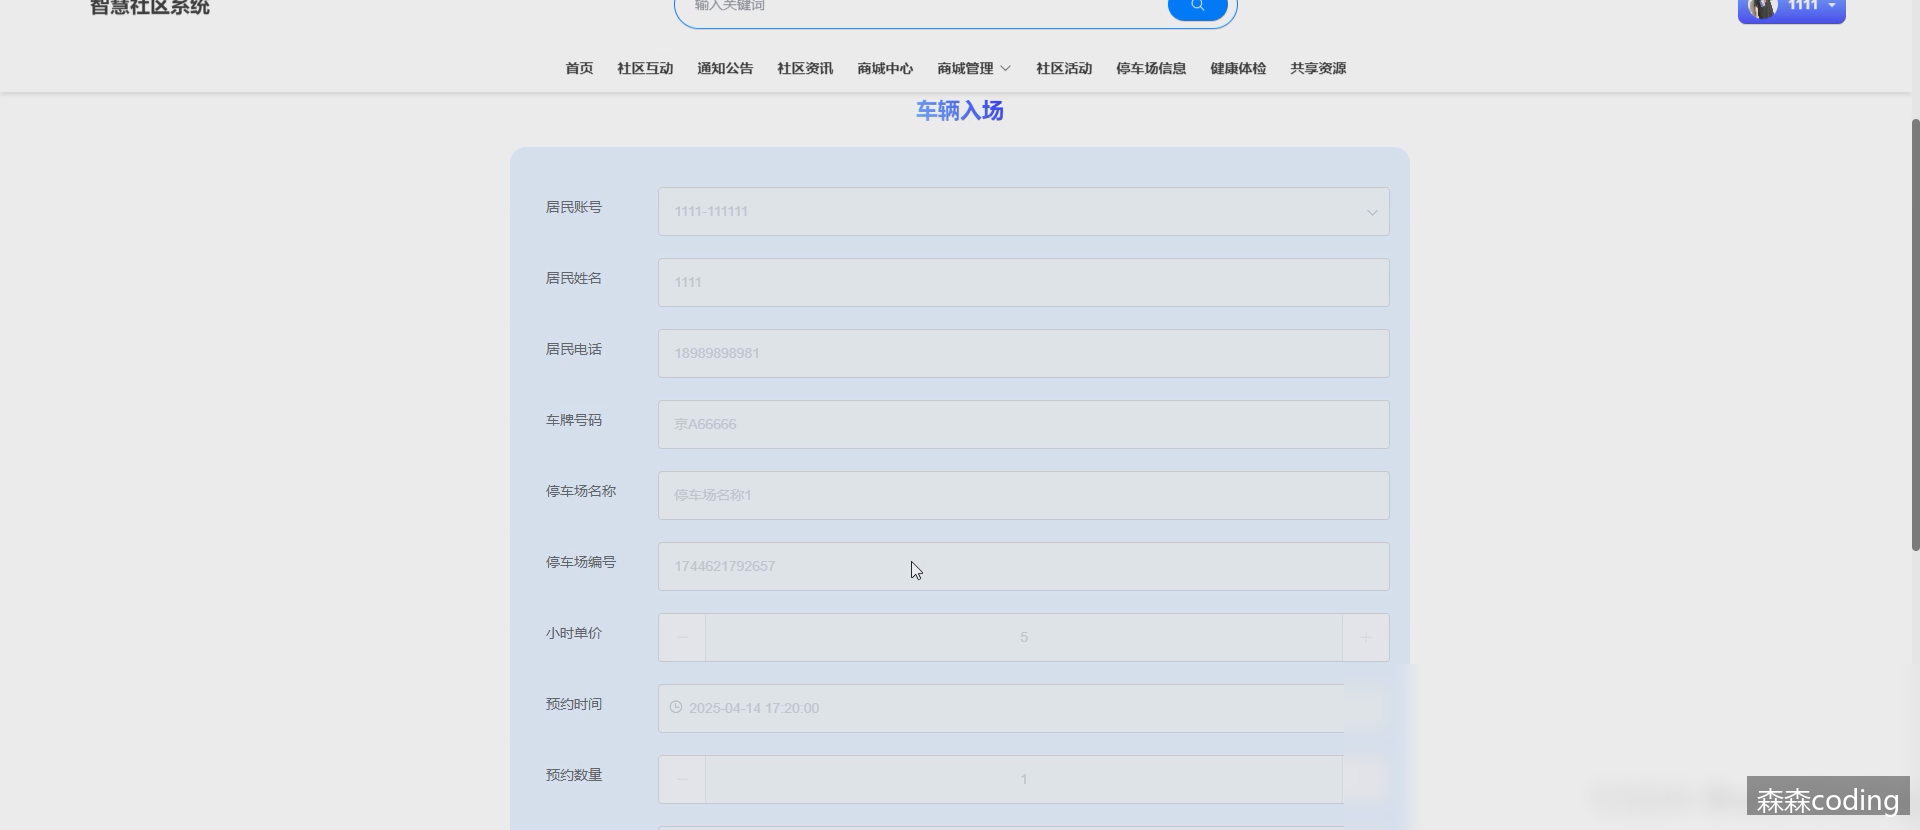 智慧社区系统
输入关键词
1111
首页 社区互动 通知公告 社区资讯 商城中心 商城管理 社区活动 停车场信息 健康体检 共享资源
车辆入场
居民账号 1111-111111
居民姓名 1111
居民电话 18989898981
车牌号码 京A66666
停车场名称 停车场名称1
停车场编号 1744621792657
小时单价 5
预约时间 2025-04-14 17:20:00
预约数量 1
森森coding